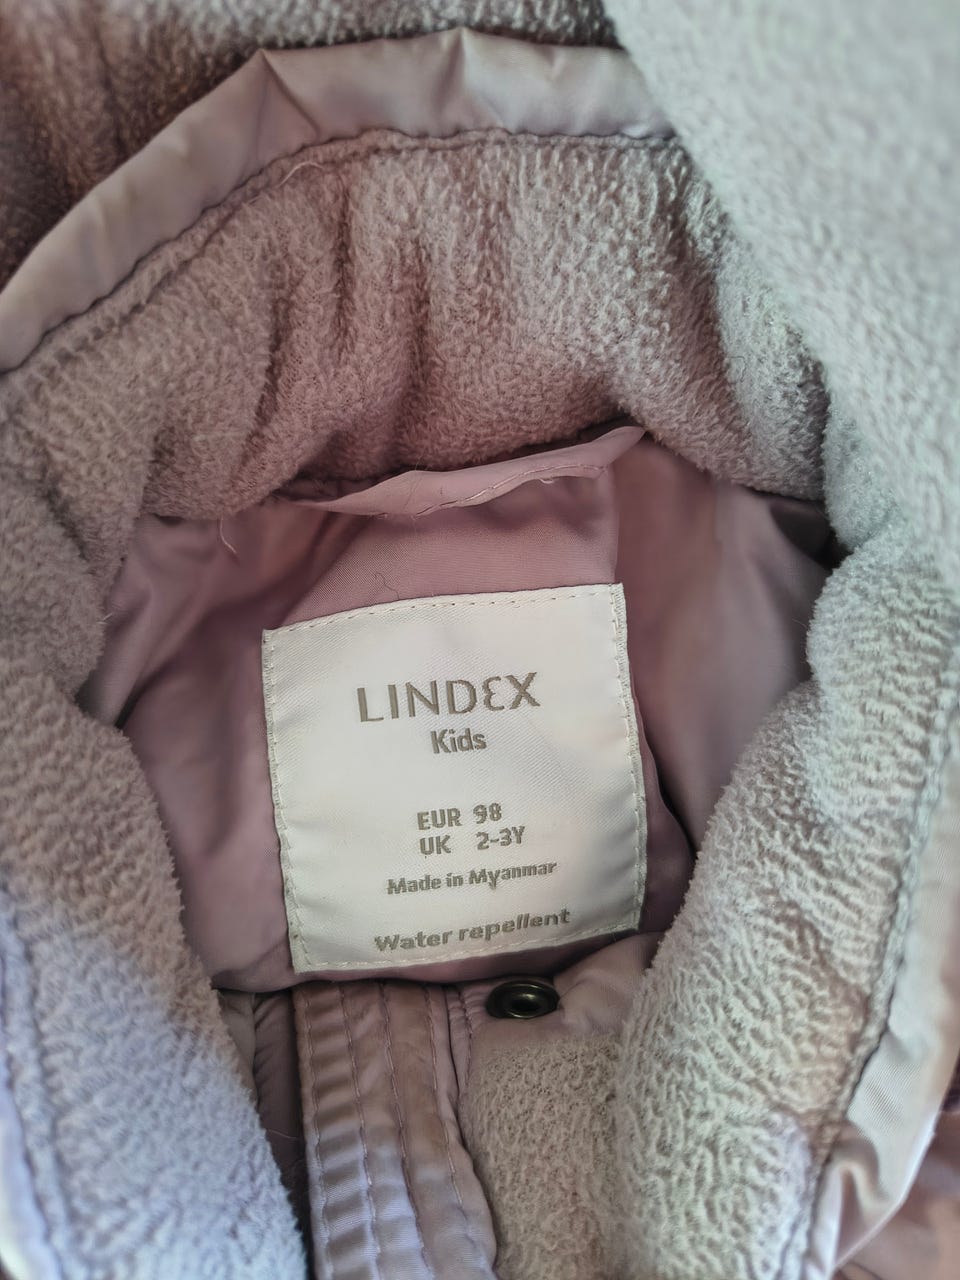 LINDEX
Kids
EUR 98
UK 2-3Y
Made in Myanmar
Water repellent